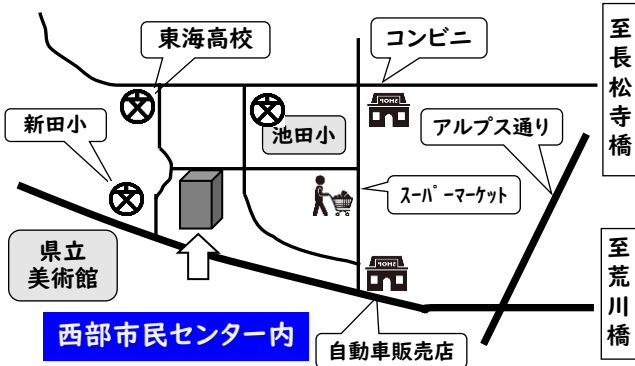 東海高校
コンビニ
至長松寺橋
新田小
池田小
アルプス通り
スーパーマーケット
県立
美術館
至荒川橋
西部市民センター内
自動車販売店
SHOP
SHOP